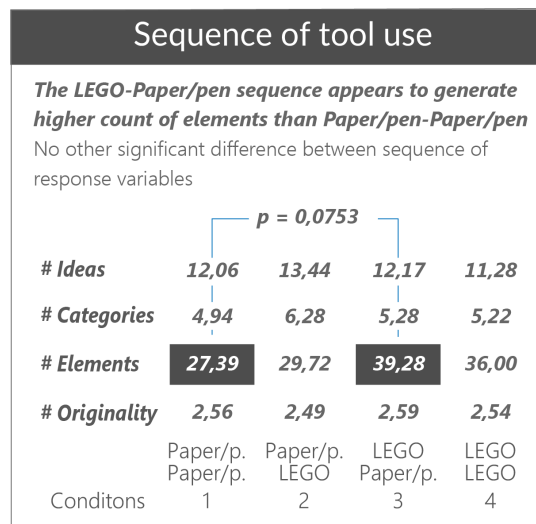 Sequence of tool use
The LEGO-Paper/pen sequence appears to generate
higher count of elements than Paper/pen-Paper/pen
No other significant difference between sequence of
response variables
p = 0,0753
# Ideas 12,06 13,44 12,17 11,28
# Categories 4,94 6,28 5,28 5,22
# Elements 27,39 29,72 39,28 36,00
# Originality 2,56 2,49 2,59 2,54
Paper/p. Paper/p. LEGO LEGO
Paper/p. LEGO Paper/p. LEGO
Conditons 1 2 3 4